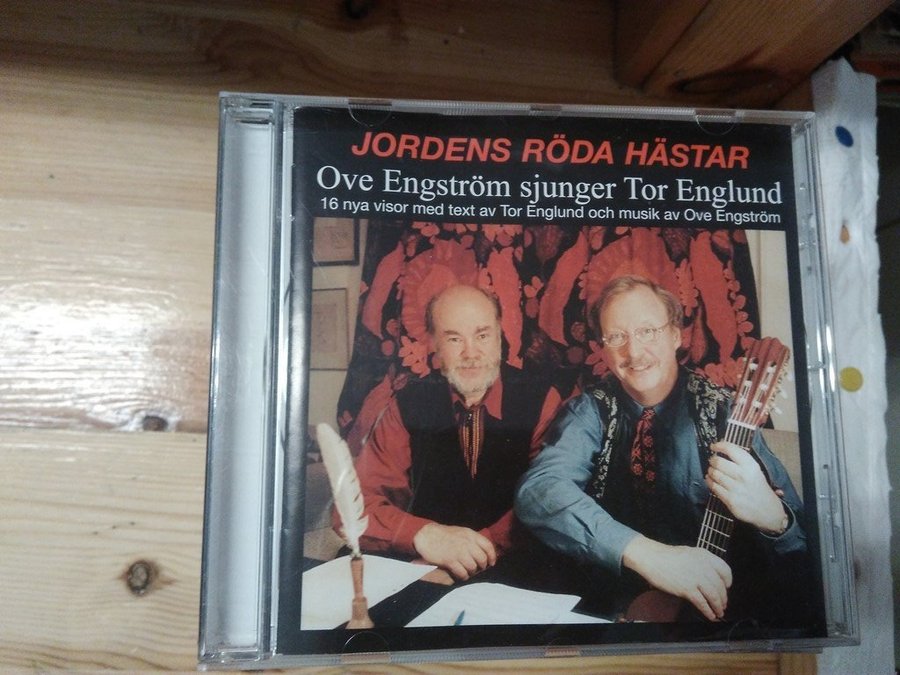 JORDENS RÖDA HÄSTAR
Ove Engström sjunger Tor Englund
16 nya visor med text av Tor Englund och musik av Ove Engström